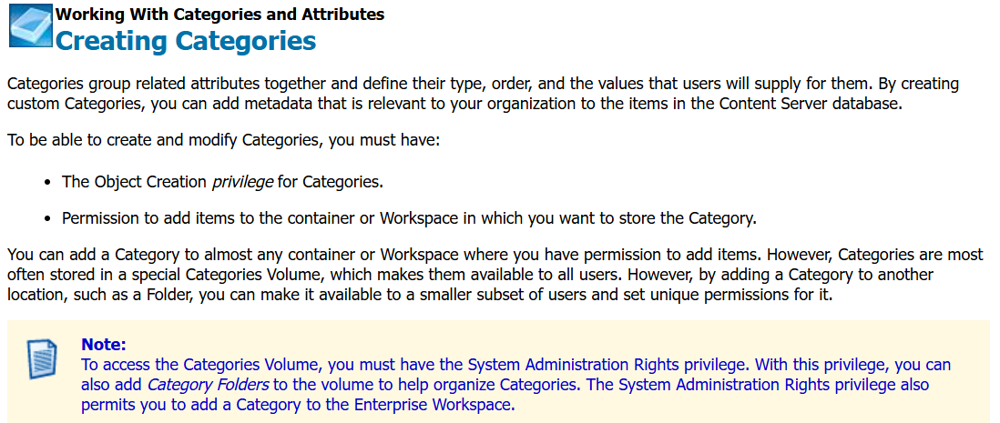 Working With Categories and Attributes
Creating Categories
Categories group related attributes together and define their type, order, and the values that users will supply for them. By creating
custom Categories, you can add metadata that is relevant to your organization to the items in the Content Server database.
To be able to create and modify Categories, you must have:
• The Object Creation privilege for Categories.
• Permission to add items to the container or Workspace in which you want to store the Category.
You can add a Category to almost any container or Workspace where you have permission to add items. However, Categories are most
often stored in a special Categories Volume, which makes them available to all users. However, by adding a Category to another
location, such as a Folder, you can make it available to a smaller subset of users and set unique permissions for it.
Note:
To access the Categories Volume, you must have the System Administration Rights privilege. With this privilege, you can
also add Category Folders to the volume to help organize Categories. The System Administration Rights privilege also
permits you to add a Category to the Enterprise Workspace.